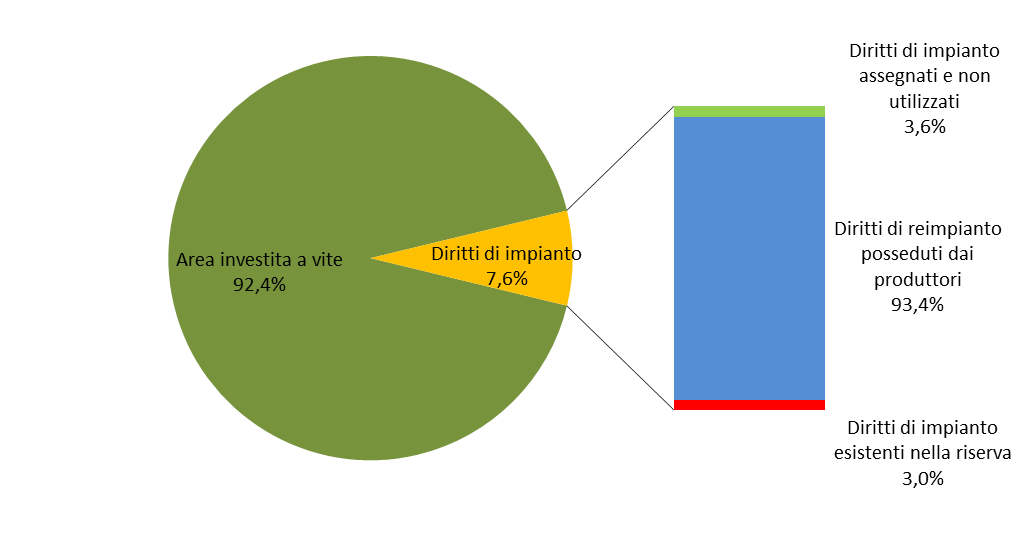 Area investita a vite
92,4%
Diritti di impianto
7,6%
Diritti di impianto
assegnati e non
utilizzati
3,6%
Diritti di reimpianto
posseduti dai
produttori
93,4%
Diritti di impianto
esistenti nella riserva
3,0%